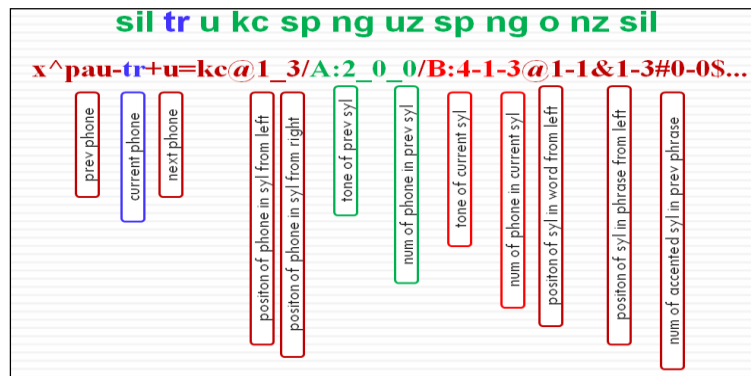 sil tr u kc sp ng uz sp ng o nz sil
x^pau-tr+u=kc@1_3/A:2_0_0/B:4-1-3@1-1&1-3#0-0$...
prev phone
current phone
next phone
positon of phone in syl from left
positon of phone in syl from right
tone of prev syl
num of phone in prev syl
tone of current syl
num of phone in current syl
positon of syl in word from left
positon of syl in phrase from left
num of accented syl in prev phrase